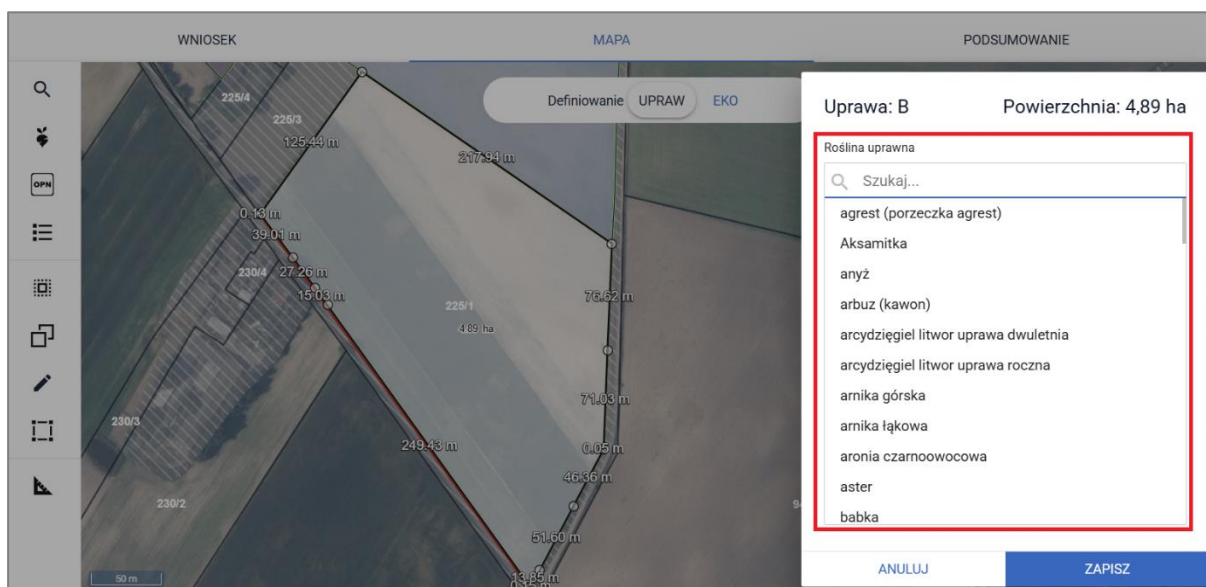 WNIOSEK
MAPA
PODSUMOWANIE
Definiowanie UPRAW EKO
OPN
225/4
225/3
125.44 m
217.94 m
0.13 m
39.01 m
230/4
27.26 m
15.03 m
225/1
4.89 ha
76.62 m
71.03 m
230/3
249.43 m
0.05 m
46.36 m
230/2
51.60 m
13.85 m
50 m
Uprawa: B
Powierzchnia: 4,89 ha
Roślina uprawna
Szukaj...
agrest (porzeczka agrest)
Aksamitka
anyż
arbuz (kawon)
arcydzięgiel litwor uprawa dwuletnia
arcydzięgiel litwor uprawa roczna
arnika górska
arnika łąkowa
aronia czarnoowocowa
aster
babka
ANULUJ
ZAPISZ